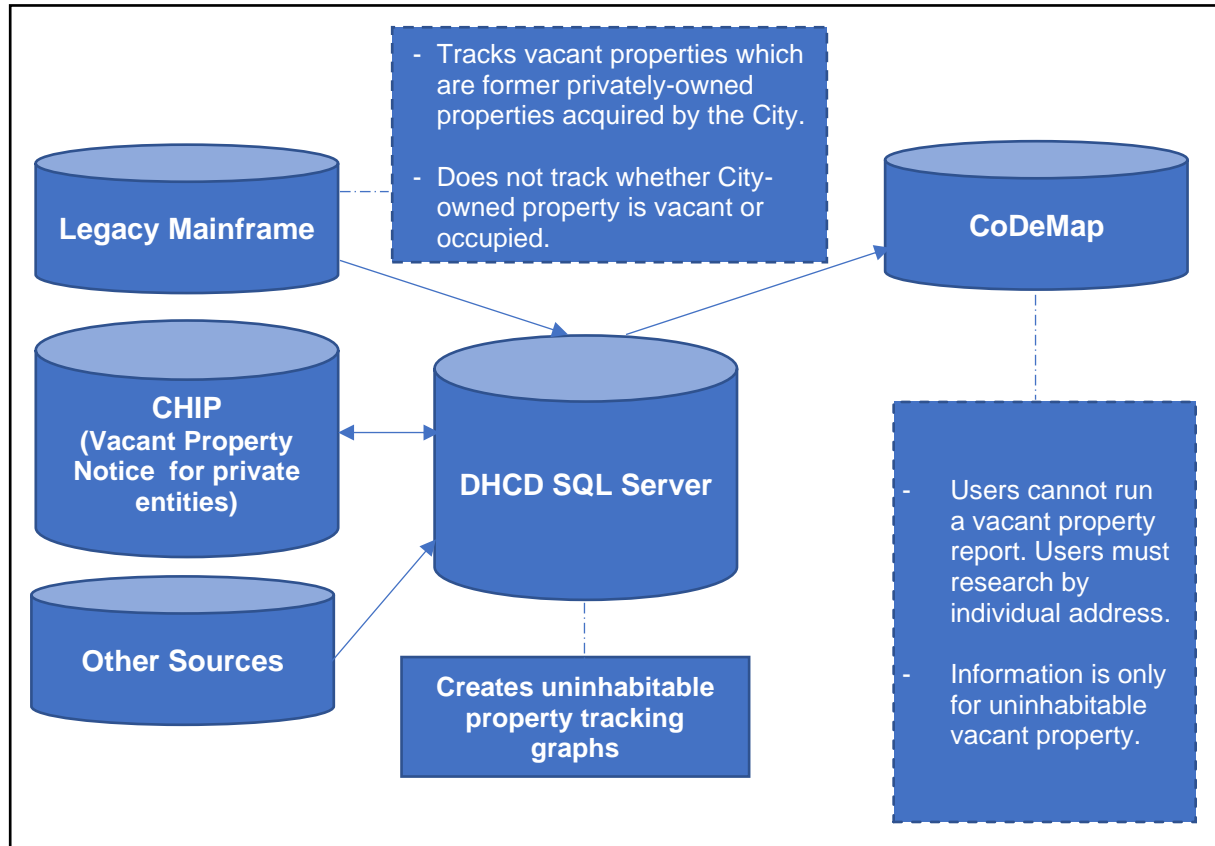 - Tracks vacant properties which
are former privately-owned
properties acquired by the City.
- Does not track whether City-
owned property is vacant or
occupied.
Legacy Mainframe
CoDeMap
CHIP
(Vacant Property
Notice for private
entities)
DHCD SQL Server
Other Sources
Creates uninhabitable
property tracking
graphs
- Users cannot run
a vacant property
report. Users must
research by
individual address.
- Information is only
for uninhabitable
vacant property.